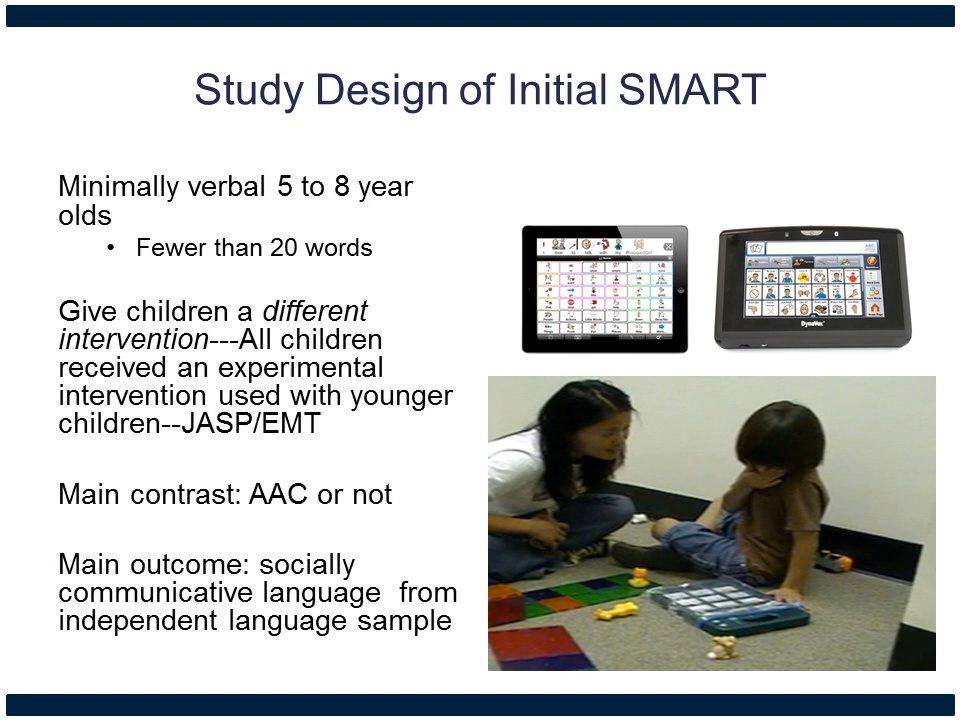 Study Design of Initial SMART
Minimally verbal 5 to 8 year
olds
• Fewer than 20 words
Give children a different
intervention---All children
received an experimental
intervention used with younger
children--JASP/EMT
Main contrast: AAC or not
Main outcome: socially
communicative language from
independent language sample
DynaVox